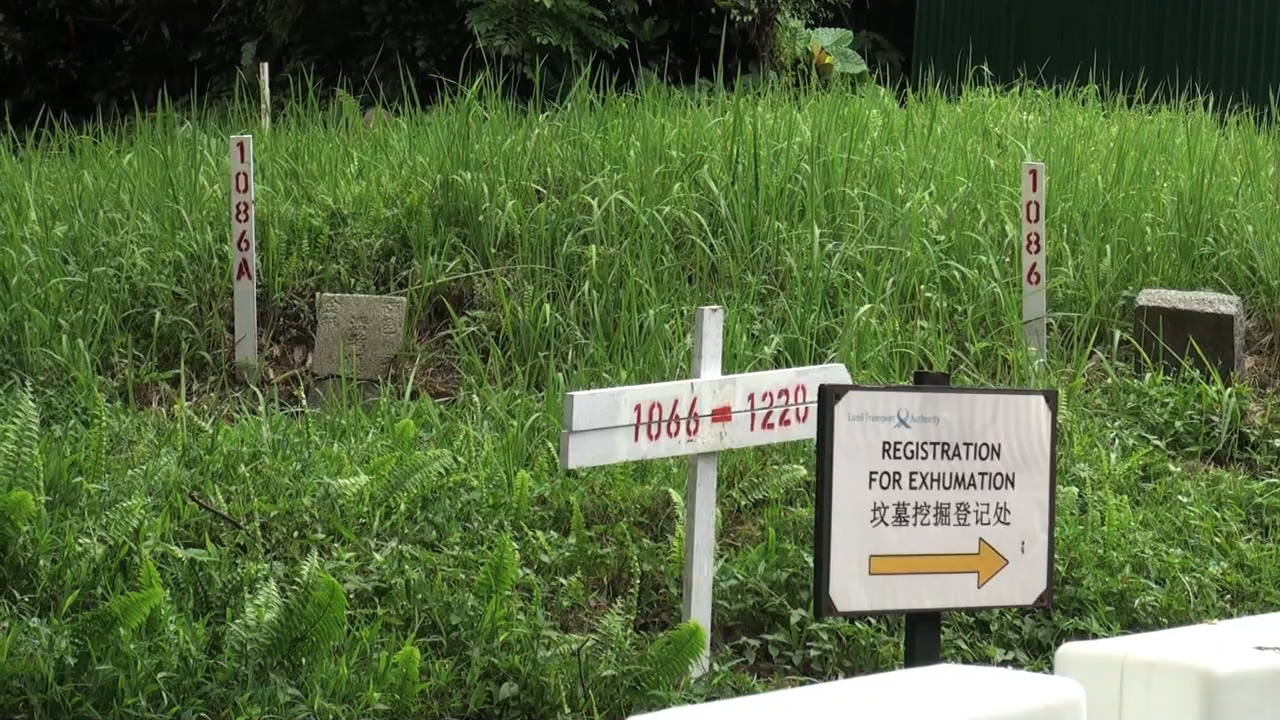 1086A
1086
1066 - 1220
Land Transport Authority
REGISTRATION
FOR EXHUMATION
坟墓挖掘登记处